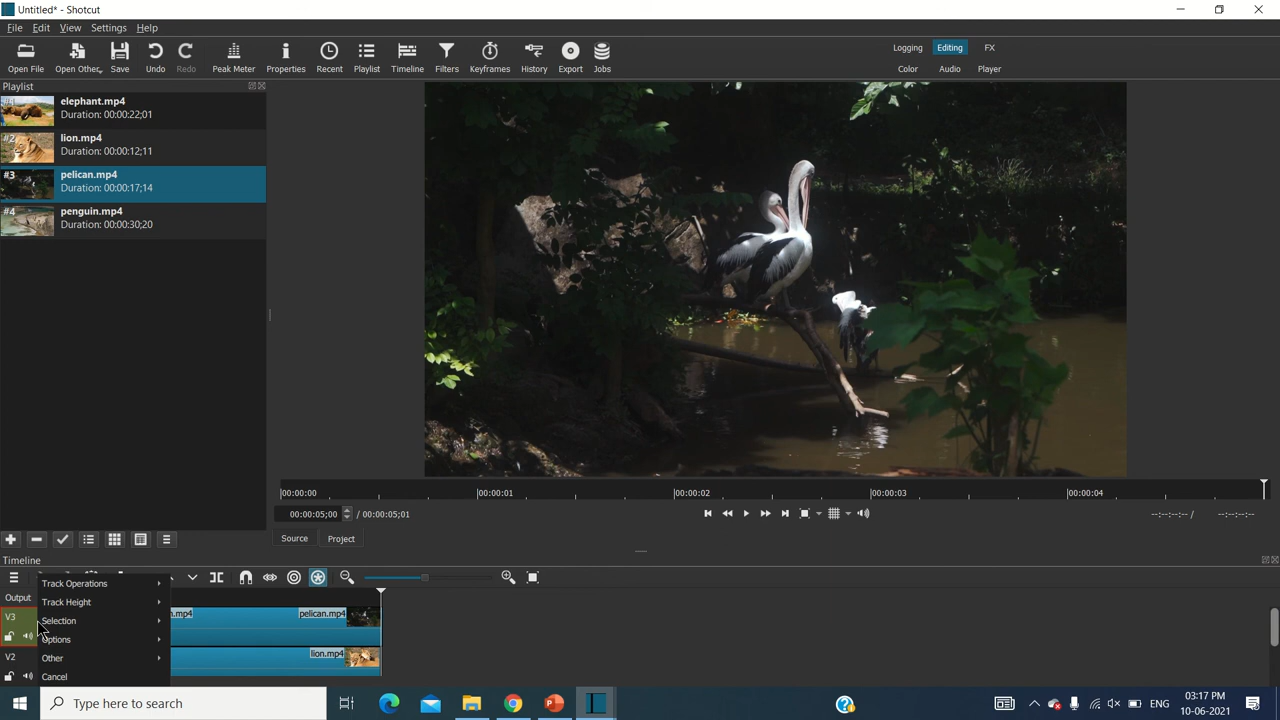 Untitled* - Shotcut
File Edit View Settings Help
Open File Open Other Save Undo Redo Peak Meter Properties Recent Playlist Timeline Filters Keyframes History Export Jobs
Logging Editing FX
Color Audio Player
Playlist
#1 elephant.mp4
Duration: 00:00:22;01
#2 lion.mp4
Duration: 00:00:12;11
#3 pelican.mp4
Duration: 00:00:17;14
#4 penguin.mp4
Duration: 00:00:30;20
00:00:00 00:00:01 00:00:02 00:00:03 00:00:04
00:00:05;00 / 00:00:05;01 --:--:--;-- / --:--:--;--
Source Project
Timeline
Output
Track Operations
Track Height
Selection
Options
Other
Cancel
V3
n.mp4 pelican.mp4
V2
lion.mp4
Type here to search
ENG
03:17 PM
10-06-2021